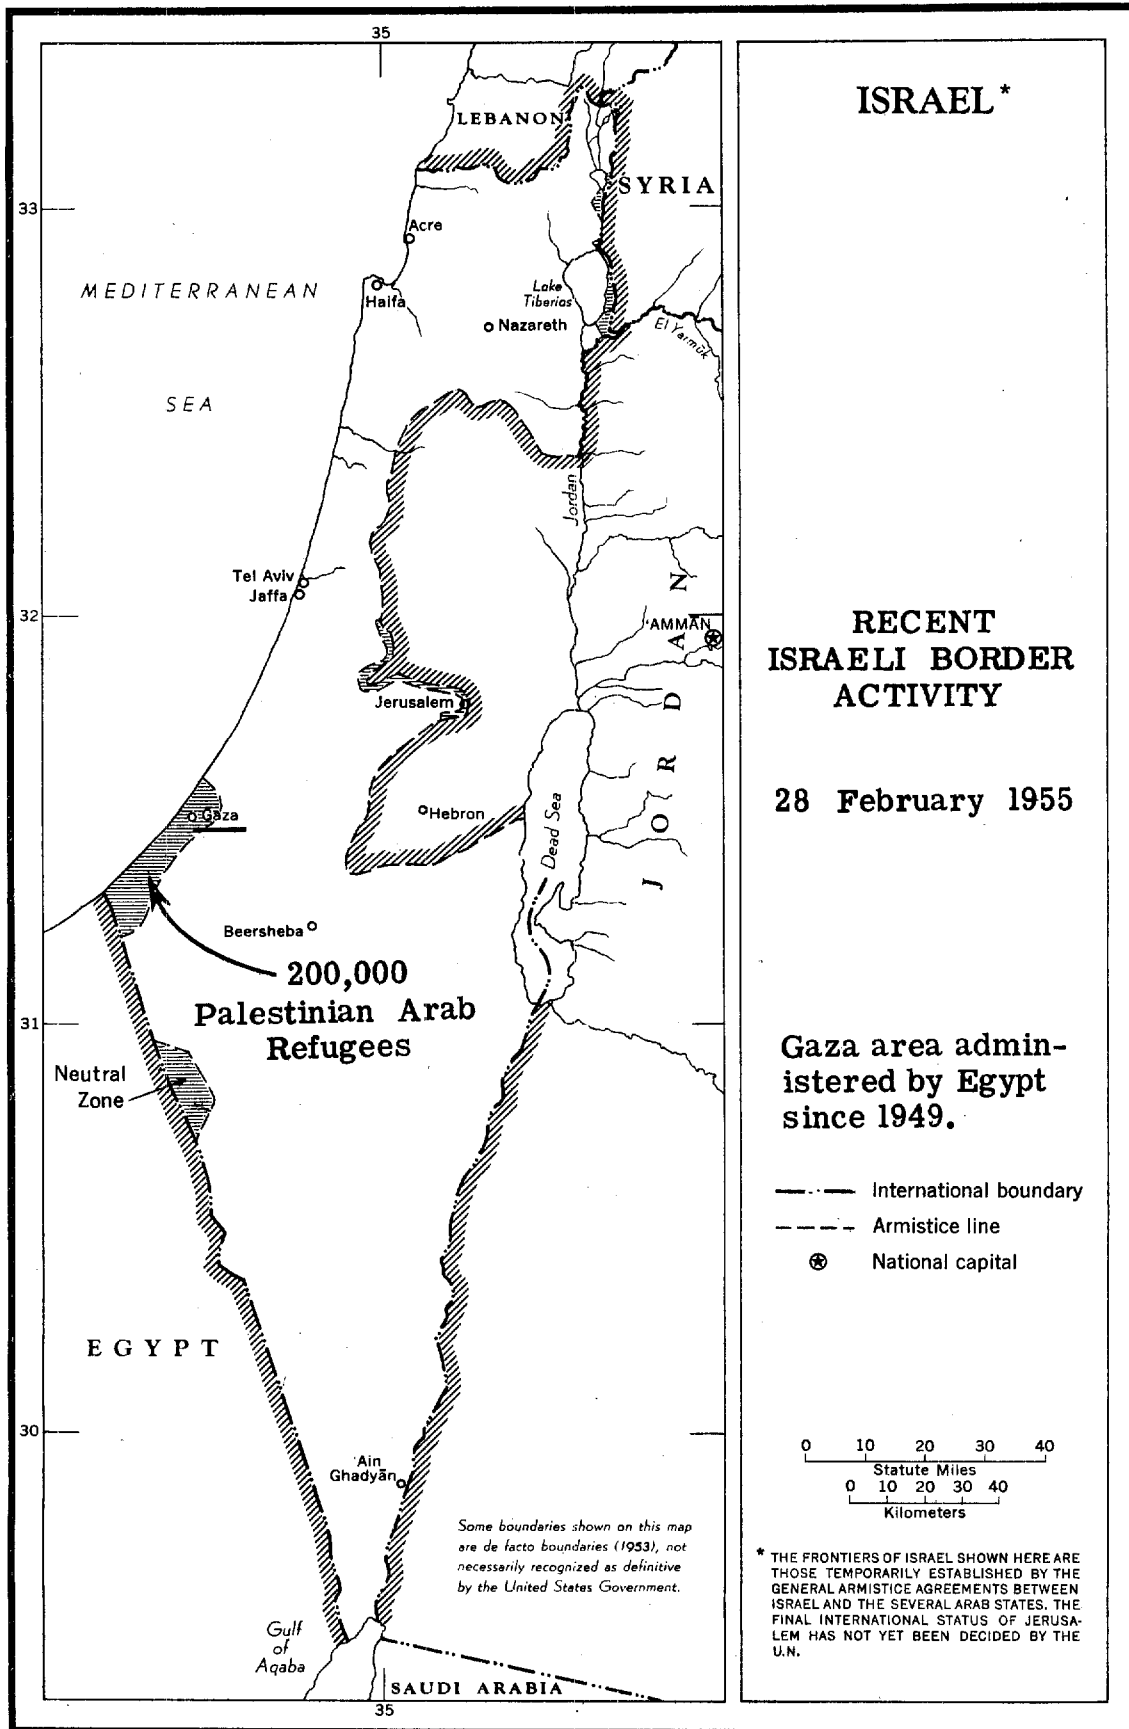 35
LEBANON
SYRIA
33
Acre
MEDITERRANEAN
Haifa
Lake
Tiberias
Nazareth
El Yarmūk
SEA
Jordan
Tel Aviv
Jaffa
32
'AMMĀN
JORDAN
Jerusalem
Gaza
Hebron
Dead Sea
Beersheba
200,000
Palestinian Arab
Refugees
31
Neutral
Zone
EGYPT
30
'Ain
Ghadyān
Some boundaries shown on this map
are de facto boundaries (1953), not
necessarily recognized as definitive
by the United States Government.
Gulf
of
Aqaba
SAUDI ARABIA
35
ISRAEL*
RECENT
ISRAELI BORDER
ACTIVITY
28 February 1955
Gaza area admin-
istered by Egypt
since 1949.
International boundary
Armistice line
National capital
0 10 20 30 40
Statute Miles
0 10 20 30 40
Kilometers
* THE FRONTIERS OF ISRAEL SHOWN HERE ARE
THOSE TEMPORARILY ESTABLISHED BY THE
GENERAL ARMISTICE AGREEMENTS BETWEEN
ISRAEL AND THE SEVERAL ARAB STATES. THE
FINAL INTERNATIONAL STATUS OF JERUSA-
LEM HAS NOT YET BEEN DECIDED BY THE
U.N.